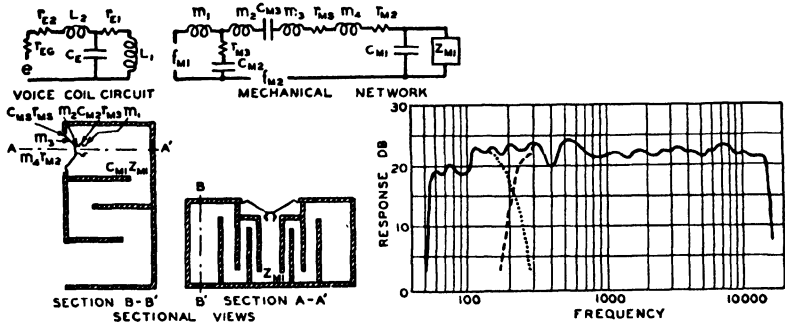 rE2 L2 rE1
rEG CE L1
e
VOICE COIL CIRCUIT
m1 m2 CM3 m3 rMS m4 rM2
fM1 rM3 CM2 fM2 CM1 ZM1
MECHANICAL NETWORK
CMS rMS m2 CM2 rM3 m1
m3
A A'
m4 rM2
CM1 ZM1
SECTION B-B'
B
ZM1
B' SECTION A-A'
SECTIONAL VIEWS
RESPONSE DB
30
20
10
0
100 1000 10000
FREQUENCY